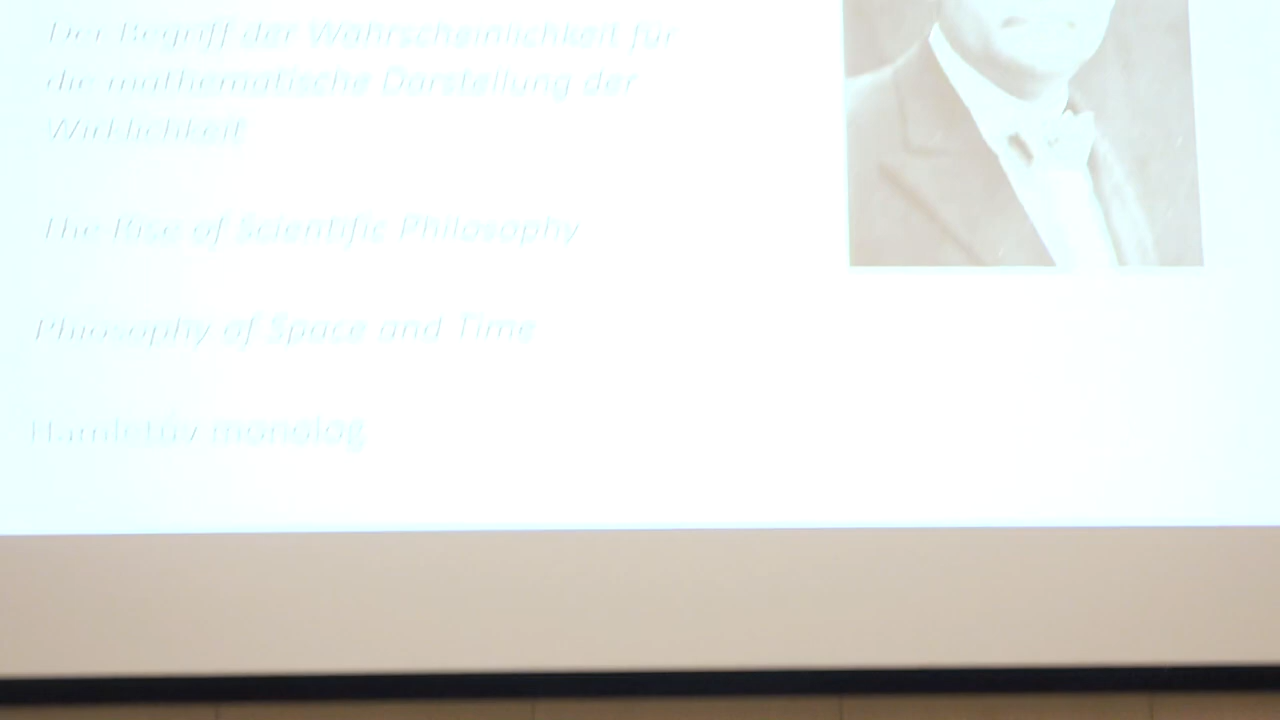 Der Begriff der Wahrscheinlichkeit für
die mathematische Darstellung der
Wirklichkeit
The Rise of Scientific Philosophy
Philosophy of Space and Time
Hamletův monolog